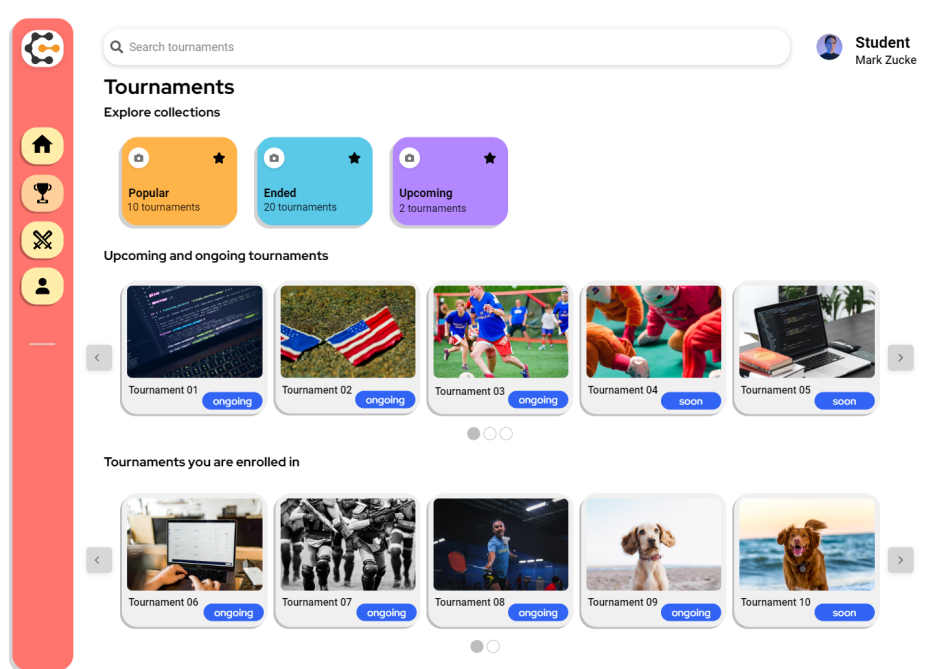 Search tournaments
Student
Mark Zucke
Tournaments
Explore collections
Popular
10 tournaments
Ended
20 tournaments
Upcoming
2 tournaments
Upcoming and ongoing tournaments
Tournament 01
ongoing
Tournament 02
ongoing
Tournament 03
ongoing
Tournament 04
soon
Tournament 05
soon
Tournaments you are enrolled in
Tournament 06
ongoing
Tournament 07
ongoing
Tournament 08
ongoing
Tournament 09
ongoing
Tournament 10
soon